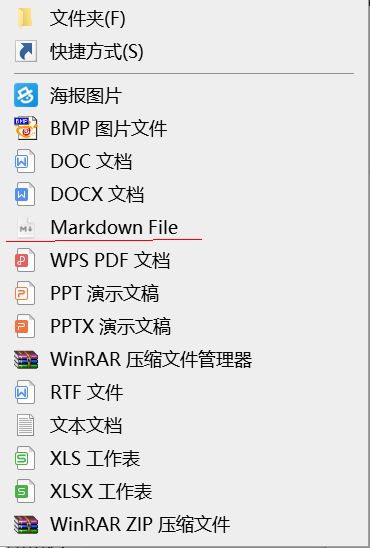 文件夹(F)
快捷方式(S)
海报图片
BMP 图片文件
DOC 文档
DOCX 文档
Markdown File
WPS PDF 文档
PPT 演示文稿
PPTX 演示文稿
WinRAR 压缩文件管理器
RTF 文件
文本文档
XLS 工作表
XLSX 工作表
WinRAR ZIP 压缩文件